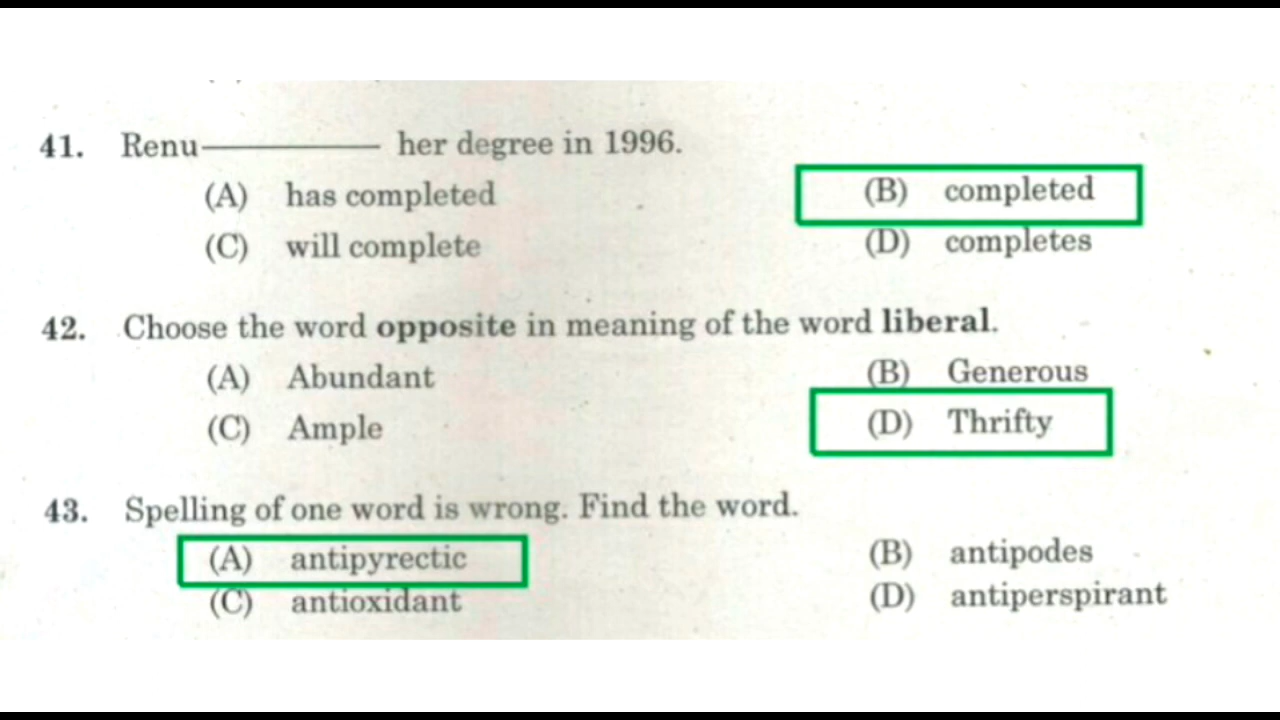 41. Renu———— her degree in 1996.
(A) has completed (B) completed
(C) will complete (D) completes
42. Choose the word opposite in meaning of the word liberal.
(A) Abundant (B) Generous
(C) Ample (D) Thrifty
43. Spelling of one word is wrong. Find the word.
(A) antipyrectic (B) antipodes
(C) antioxidant (D) antiperspirant